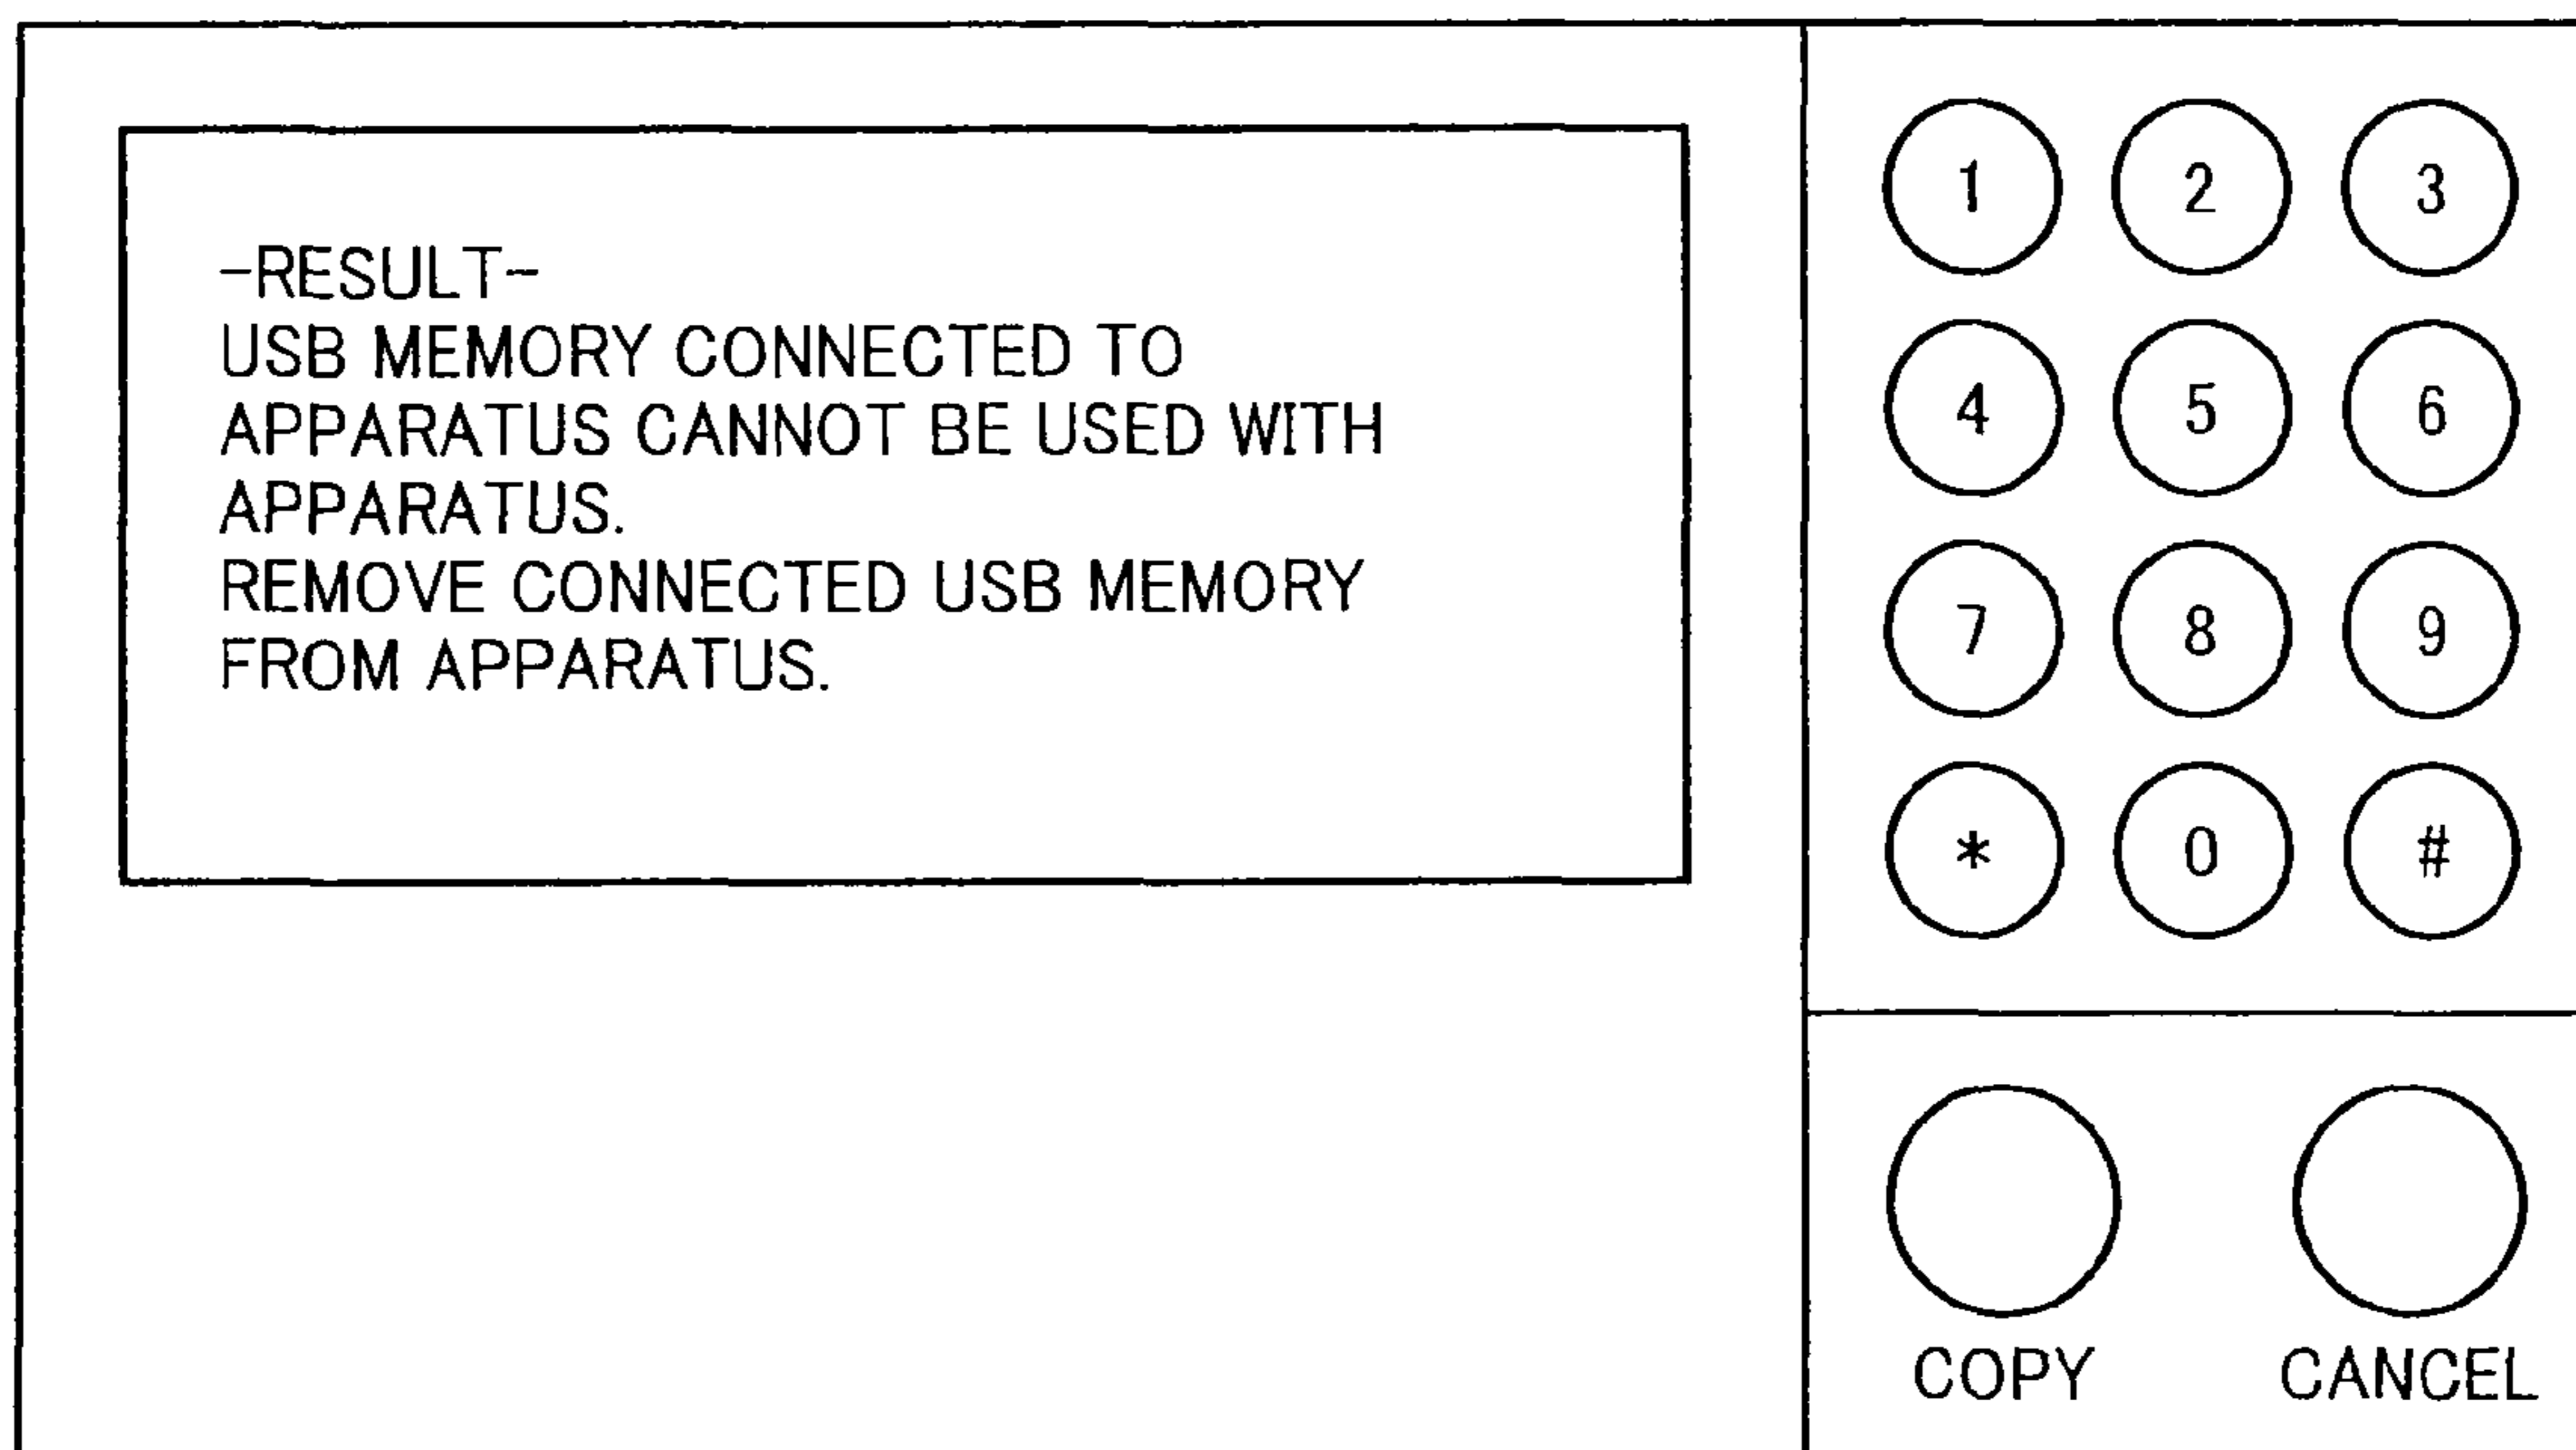 -RESULT-
USB MEMORY CONNECTED TO
APPARATUS CANNOT BE USED WITH
APPARATUS.
REMOVE CONNECTED USB MEMORY
FROM APPARATUS.
1 2 3
4 5 6
7 8 9
* 0 #
COPY CANCEL